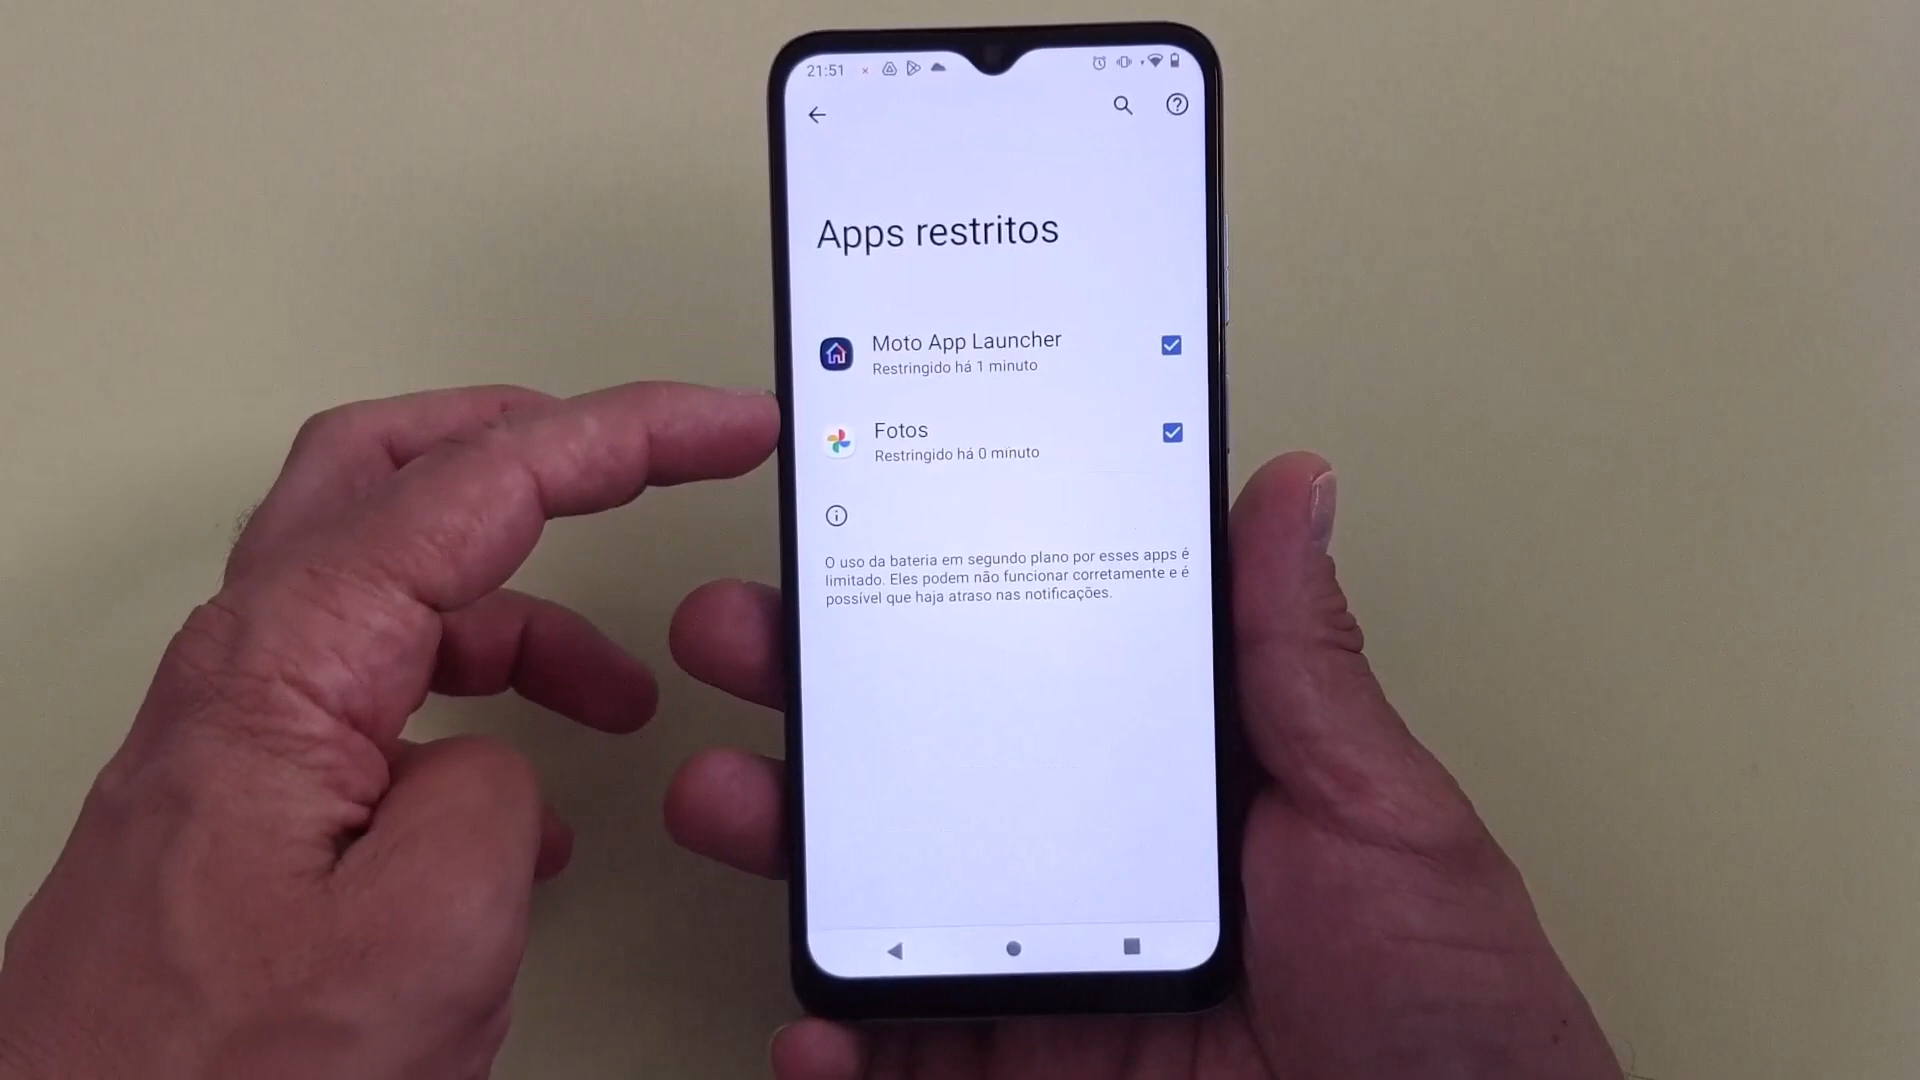 21:51
Apps restritos
Moto App Launcher
Restringido há 1 minuto
Fotos
Restringido há 0 minuto
O uso da bateria em segundo plano por esses apps é
limitado. Eles podem não funcionar corretamente e é
possível que haja atraso nas notificações.